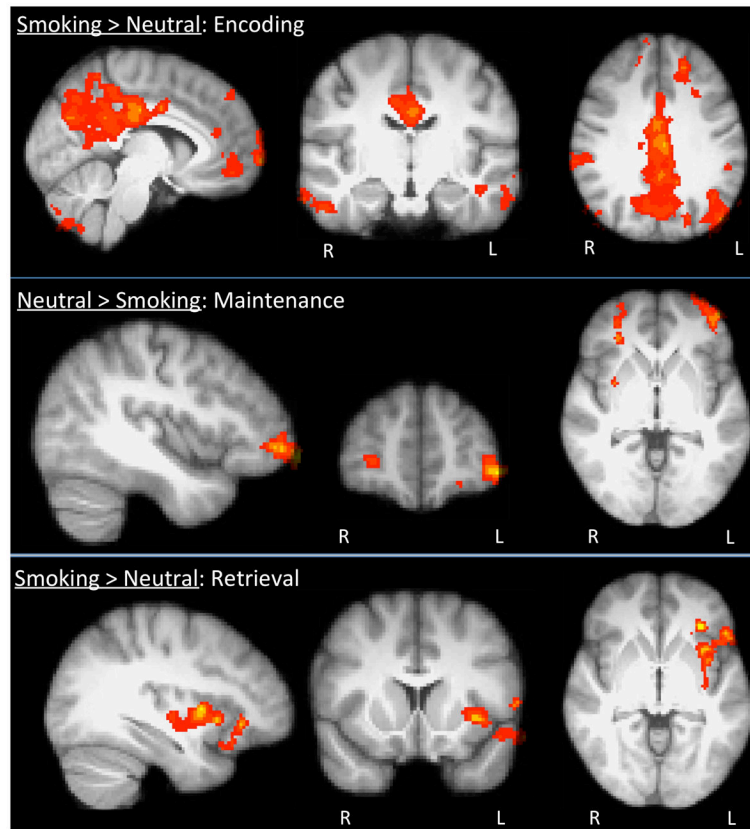 Smoking > Neutral: Encoding
R L R L
Neutral > Smoking: Maintenance
R L R L
Smoking > Neutral: Retrieval
R L R L